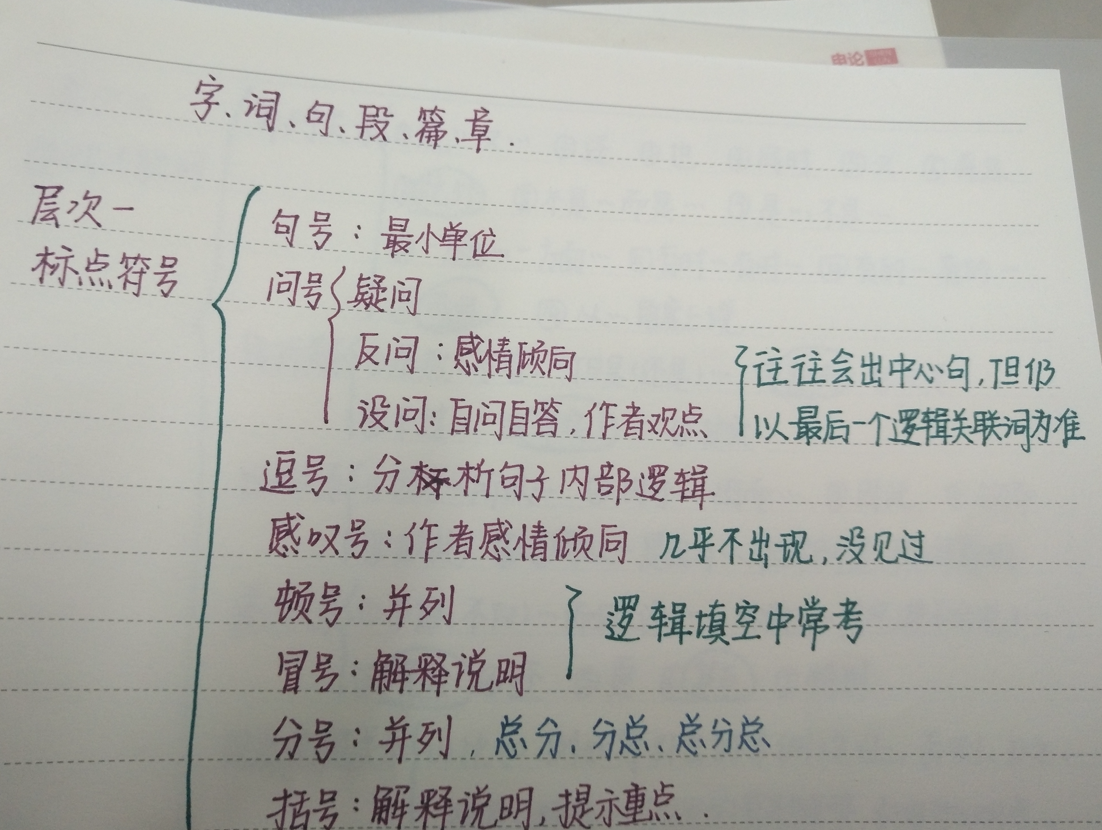 申论
字、词、句、段、篇、章.
层次一
标点符号
句号：最小单位
问号 疑问
反问：感情倾向
设问：自问自答,作者观点
往往会出中心句,但仍
以最后一个逻辑关联词为准
逗号：分析句子内部逻辑
感叹号：作者感情倾向 几乎不出现,没见过
顿号：并列
冒号：解释说明
逻辑填空中常考
分号：并列,总分、分总、总分总
括号：解释说明,提示重点.